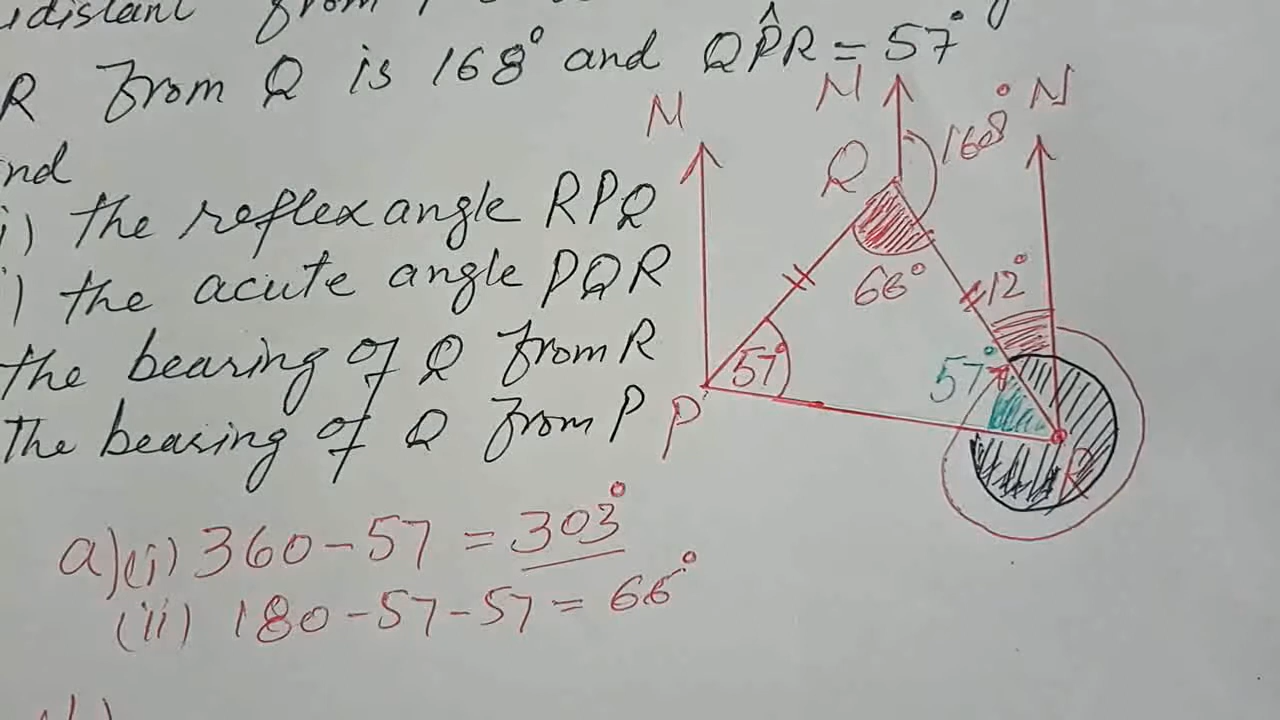 from
R from Q is 168° and QP̂R = 57°
nd
i) the reflex angle RPQ
i) the acute angle PQR
the bearing of Q from R
The bearing of Q from P
N
N
N
Q
168°
66°
12°
57°
57°
P
R
a)(i) 360-57 = 303°
(ii) 180-57-57 = 66°